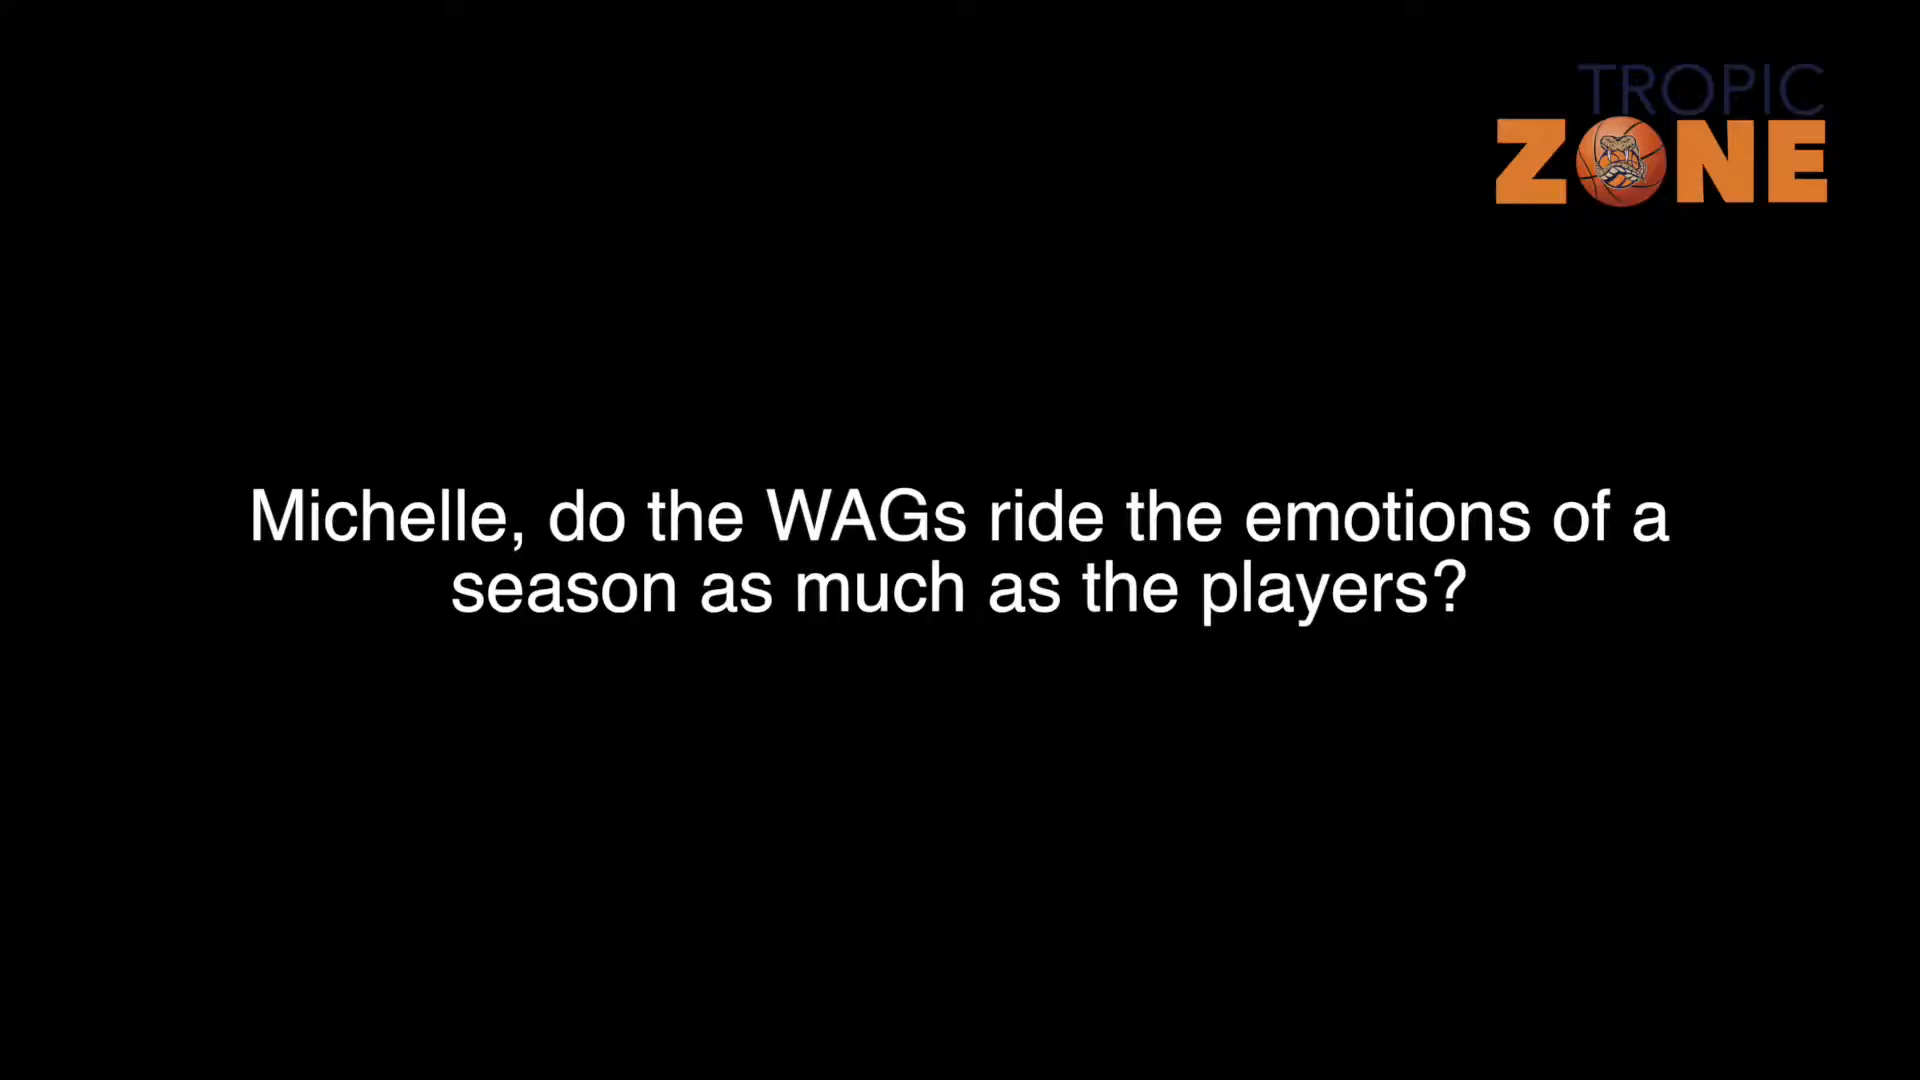 TROPIC
ZONE
Michelle, do the WAGs ride the emotions of a
season as much as the players?